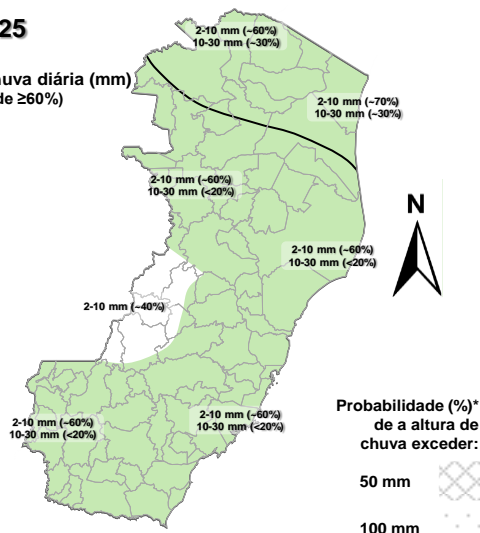 25
huva diária (mm)
de ≥60%)
2-10 mm (~60%)
10-30 mm (~30%)
2-10 mm (~70%)
10-30 mm (~30%)
2-10 mm (~60%)
10-30 mm (<20%)
2-10 mm (~60%)
10-30 mm (<20%)
N
2-10 mm (~40%)
2-10 mm (~60%)
10-30 mm (<20%)
2-10 mm (~60%)
10-30 mm (<20%)
Probabilidade (%)*
de a altura de
chuva exceder:
50 mm
100 mm